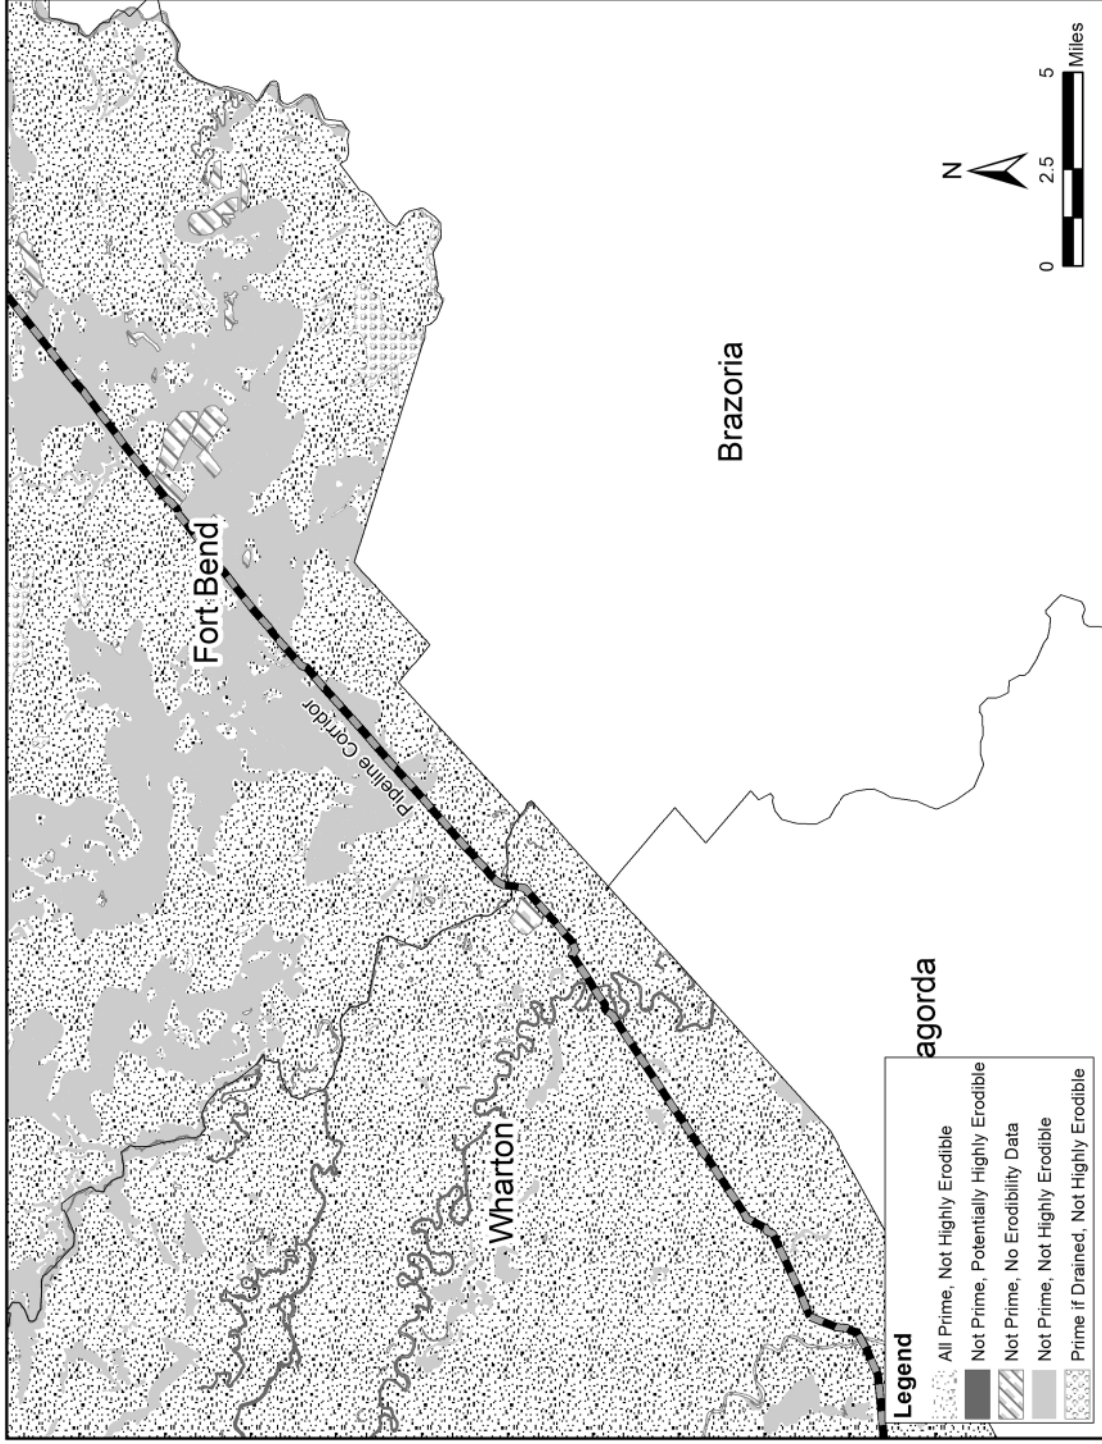 Fort Bend
Pipeline Corridor
Brazoria
Wharton
agorda
N
0 2.5 5
Miles
Legend
All Prime, Not Highly Erodible
Not Prime, Potentially Highly Erodible
Not Prime, No Erodibility Data
Not Prime, Not Highly Erodible
Prime if Drained, Not Highly Erodible